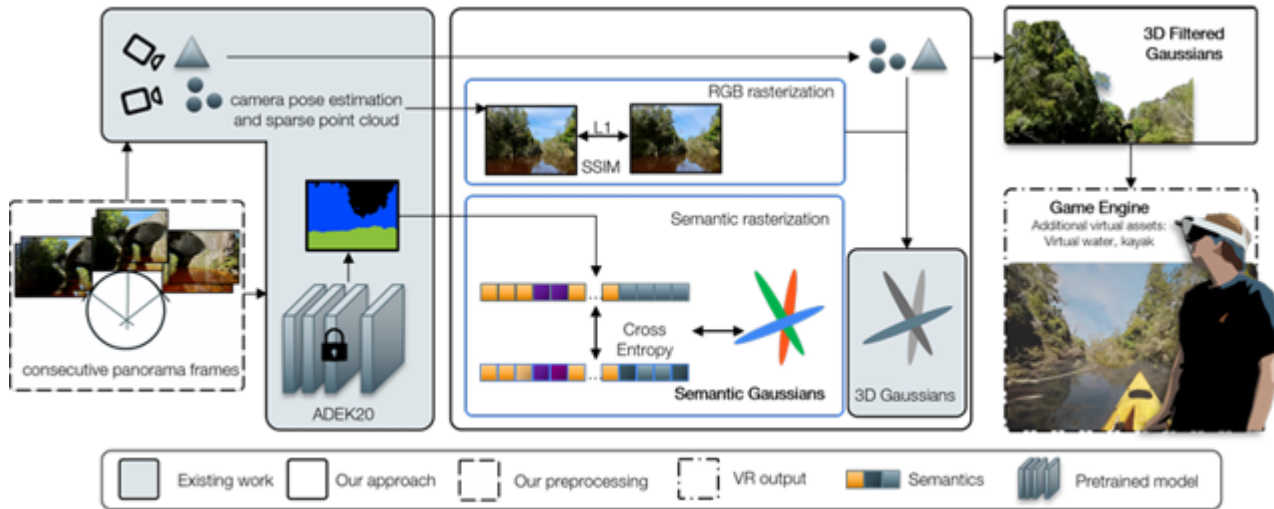 camera pose estimation
and sparse point cloud
RGB rasterization
L1
SSIM
3D Filtered
Gaussians
Semantic rasterization
Game Engine
Additional virtual assets:
Virtual water, kayak
Cross
Entropy
Semantic Gaussians
3D Gaussians
consecutive panorama frames
ADEK20
Existing work
Our approach
Our preprocessing
VR output
Semantics
Pretrained model